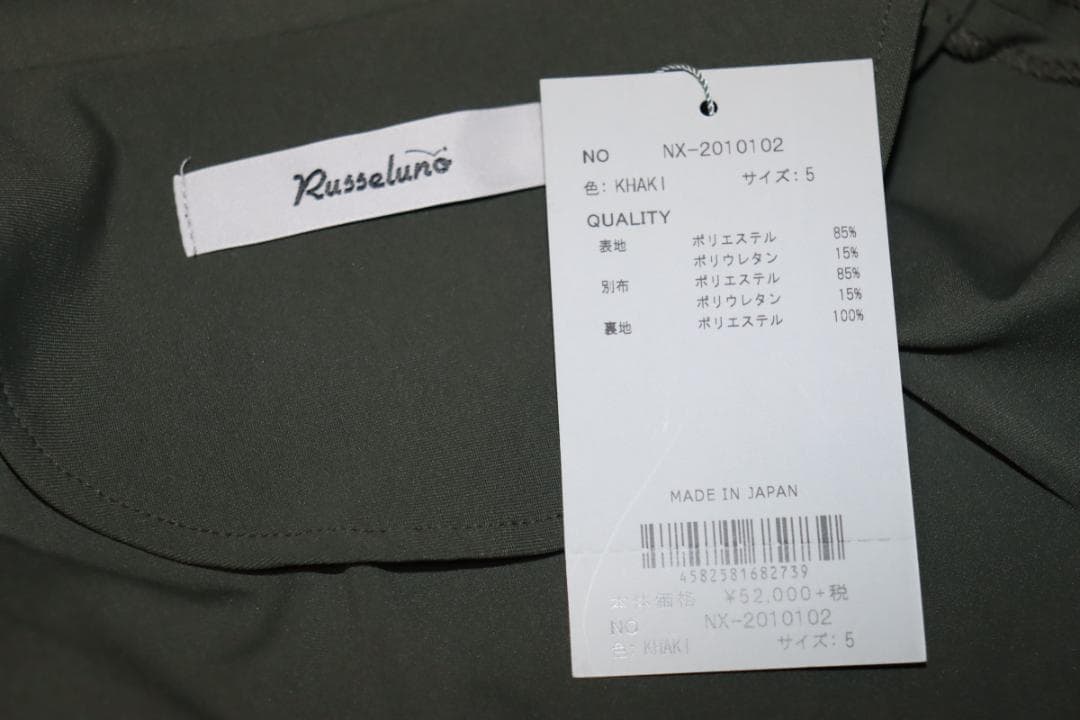 Russeluno
NO NX-2010102
色: KHAKI サイズ: 5
QUALITY
表地 ポリエステル 85%
ポリウレタン 15%
別布 ポリエステル 85%
ポリウレタン 15%
裏地 ポリエステル 100%
MADE IN JAPAN
4582581682739
本体価格 ¥52,000+税
NO NX-2010102
色: KHAKI サイズ: 5